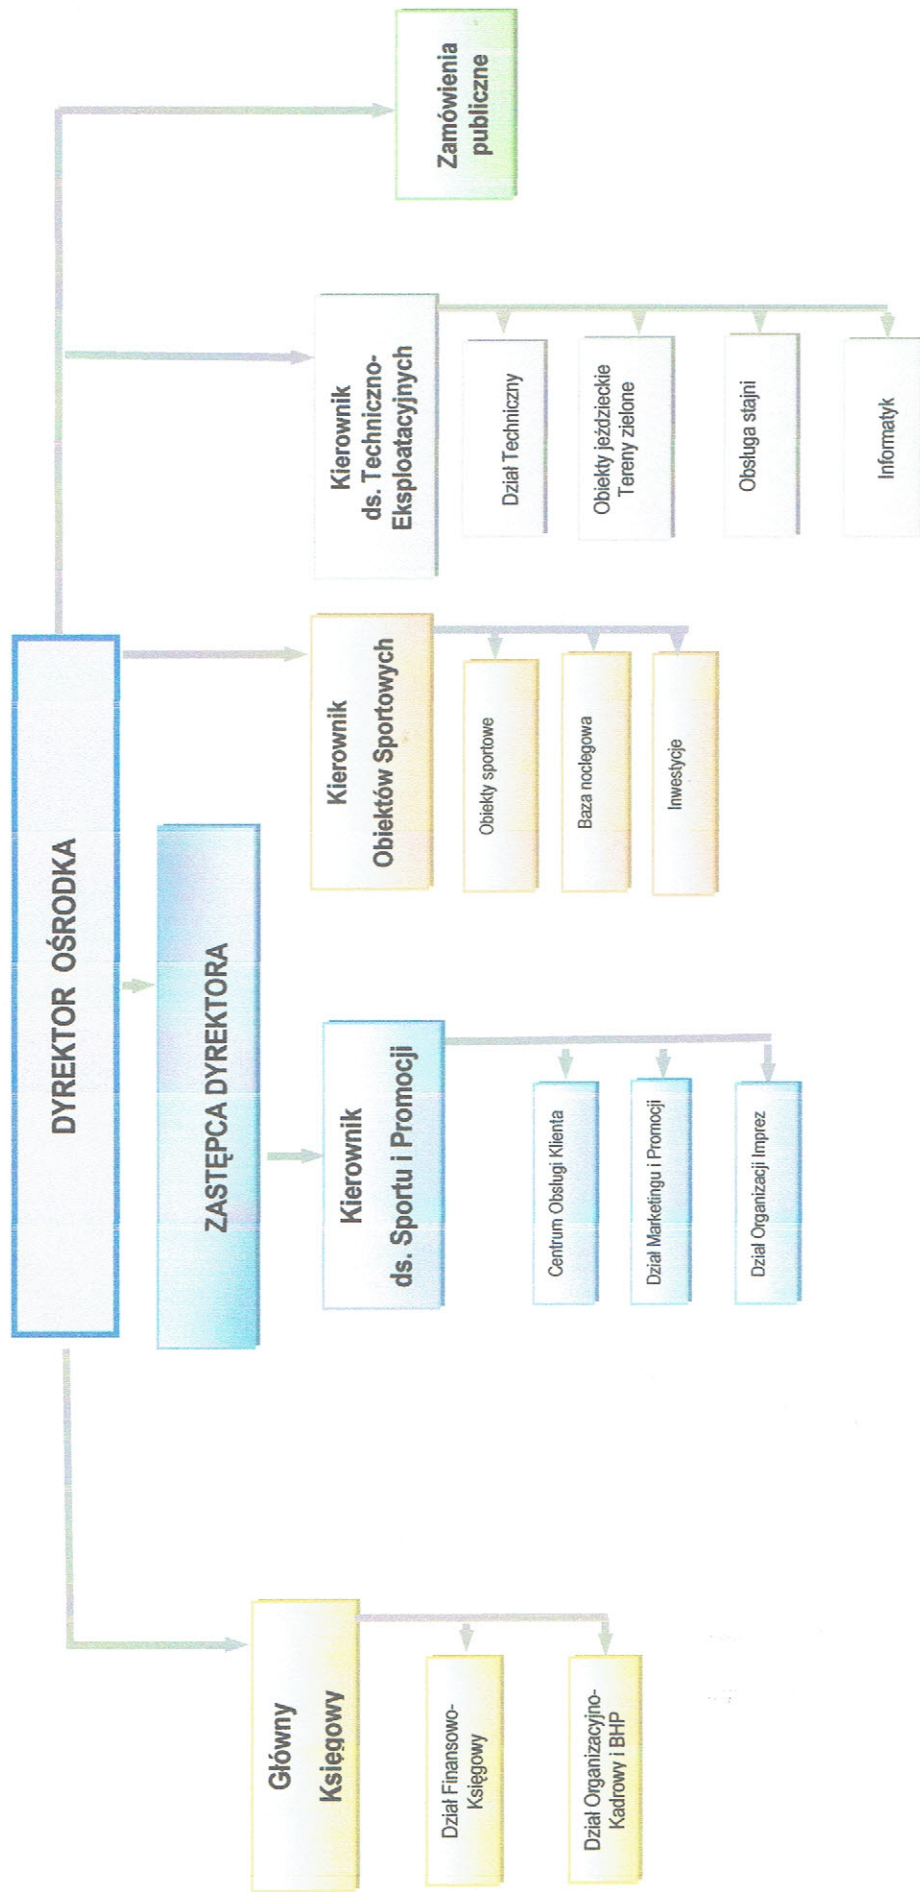 DYREKTOR OŚRODKA
ZASTĘPCA DYREKTORA
Główny
Księgowy
Dział Finansowo-
Księgowy
Dział Organizacyjno-
Kadrowy i BHP
Kierownik
ds. Sportu i Promocji
Centrum Obsługi Klienta
Dział Marketingu i Promocji
Dział Organizacji Imprez
Kierownik
Obiektów Sportowych
Obiekty sportowe
Baza noclegowa
Inwestycje
Kierownik
ds. Techniczno-
Eksploatacyjnych
Dział Techniczny
Obiekty jeździeckie
Tereny zielone
Obsługa stajni
Informatyk
Zamówienia
publiczne